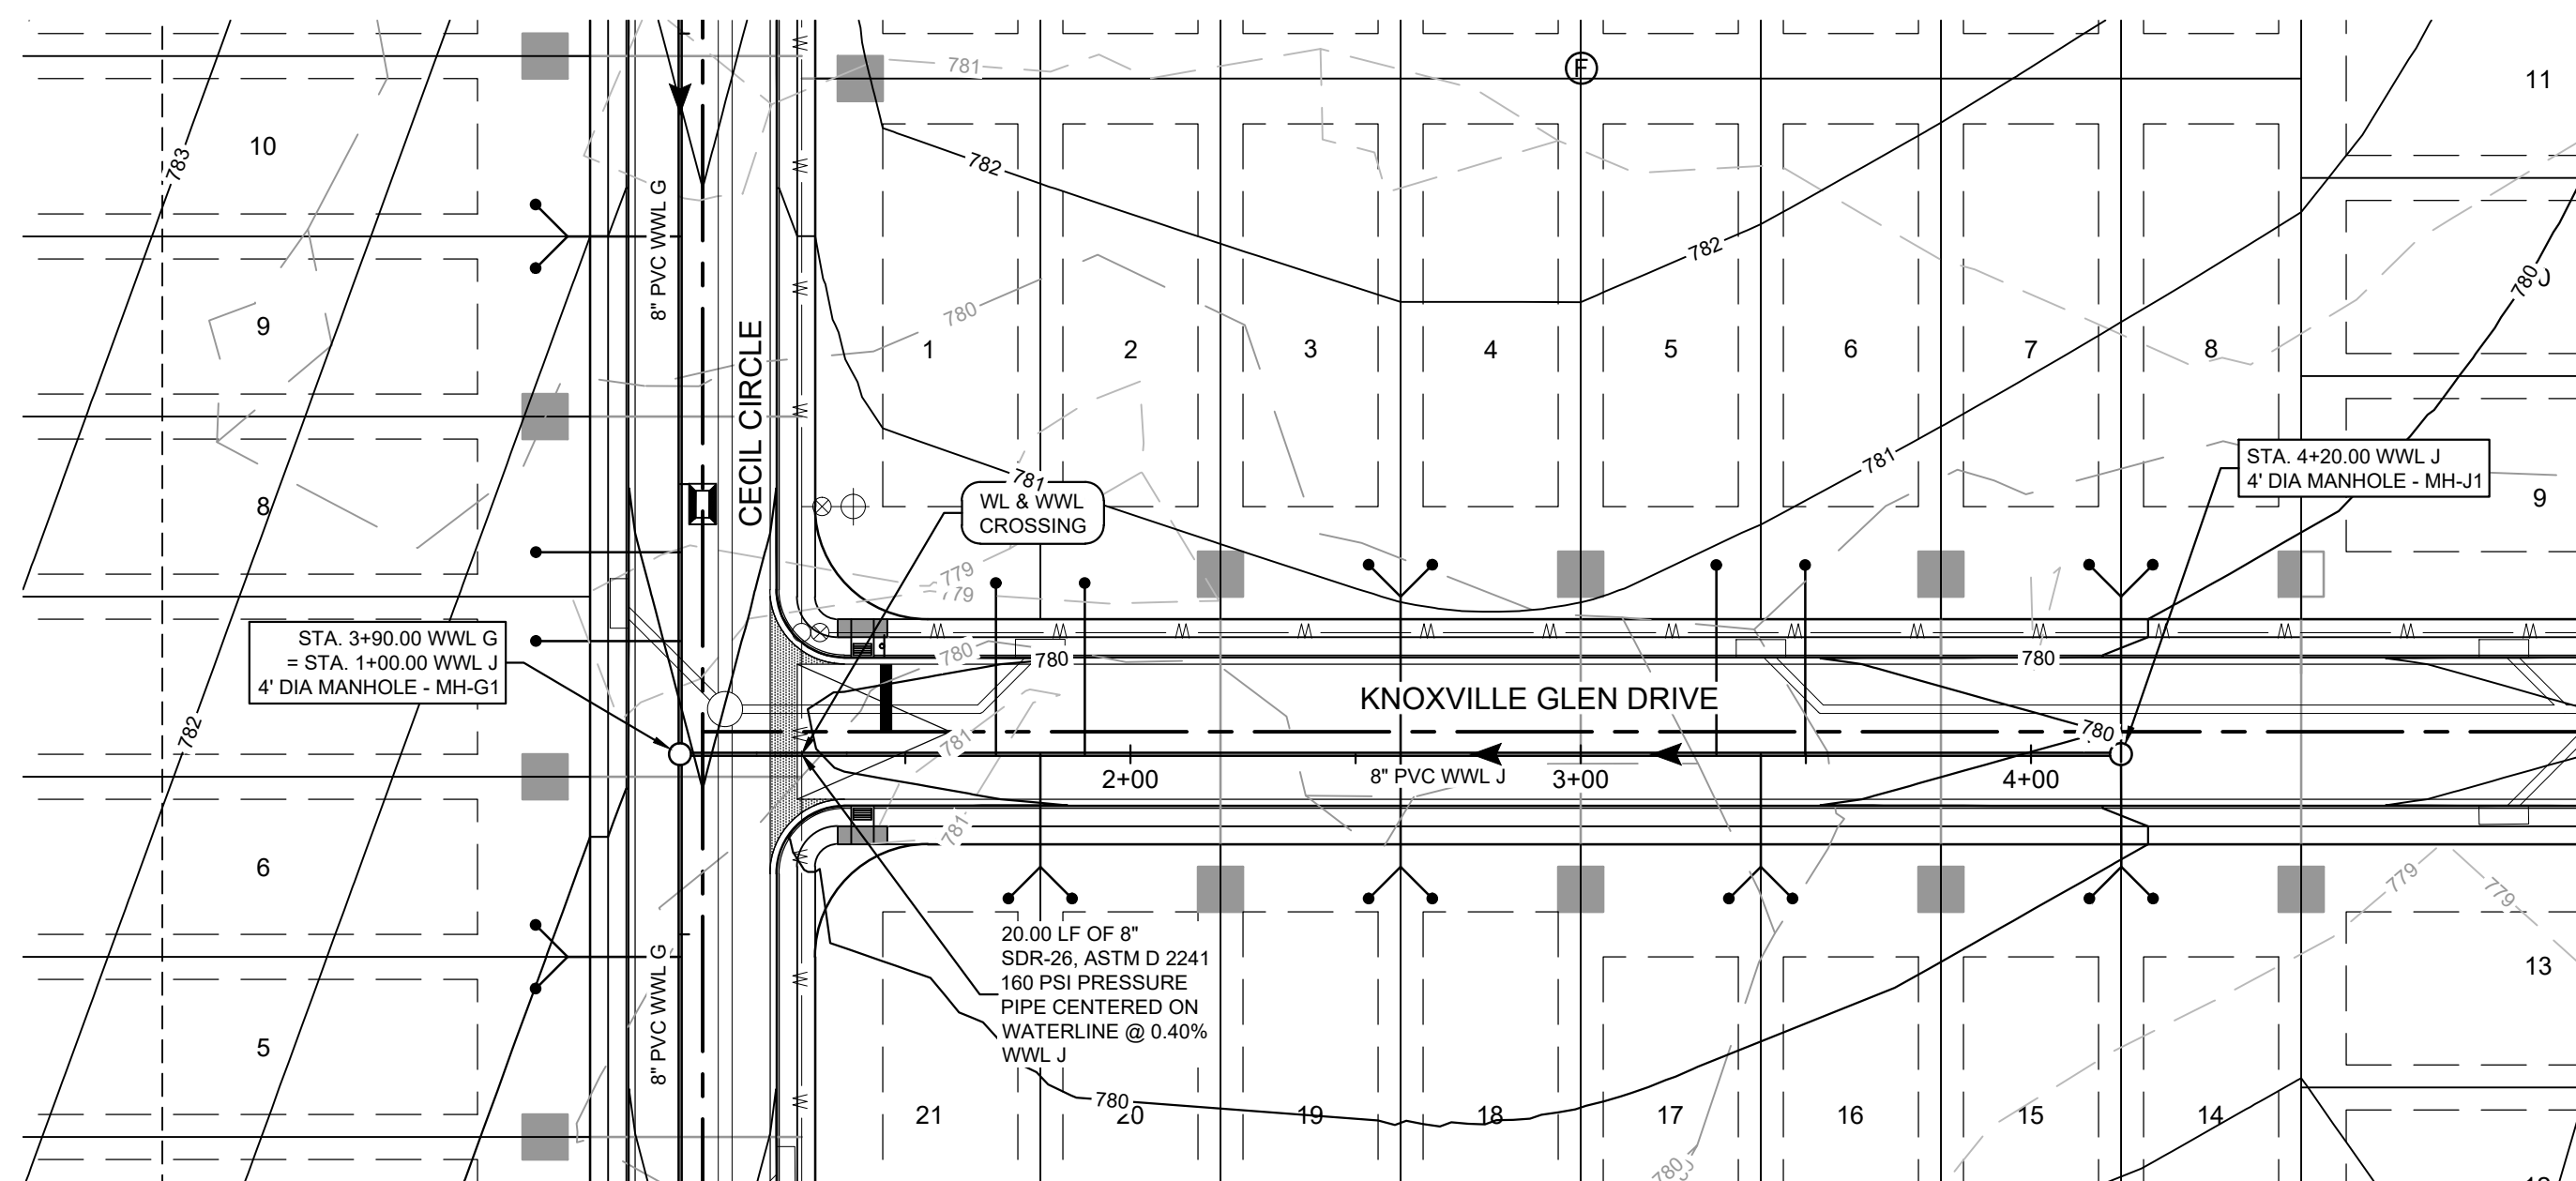 781
F
11
10
783
782
8" PVC WWL G
782
780
9
780
CECIL CIRCLE
1
2
3
4
5
6
7
8
781
781
STA. 4+20.00 WWL J
4' DIA MANHOLE - MH-J1
WL & WWL
CROSSING
8
9
779
779
STA. 3+90.00 WWL G
= STA. 1+00.00 WWL J
4' DIA MANHOLE - MH-G1
780
780
780
KNOXVILLE GLEN DRIVE
782
781
780
8" PVC WWL J
2+00
3+00
4+00
781
6
779
779
20.00 LF OF 8"
SDR-26, ASTM D 2241
160 PSI PRESSURE
PIPE CENTERED ON
WATERLINE @ 0.40%
WWL J
13
8" PVC WWL G
5
780
21
20
19
18
17
16
15
14
780